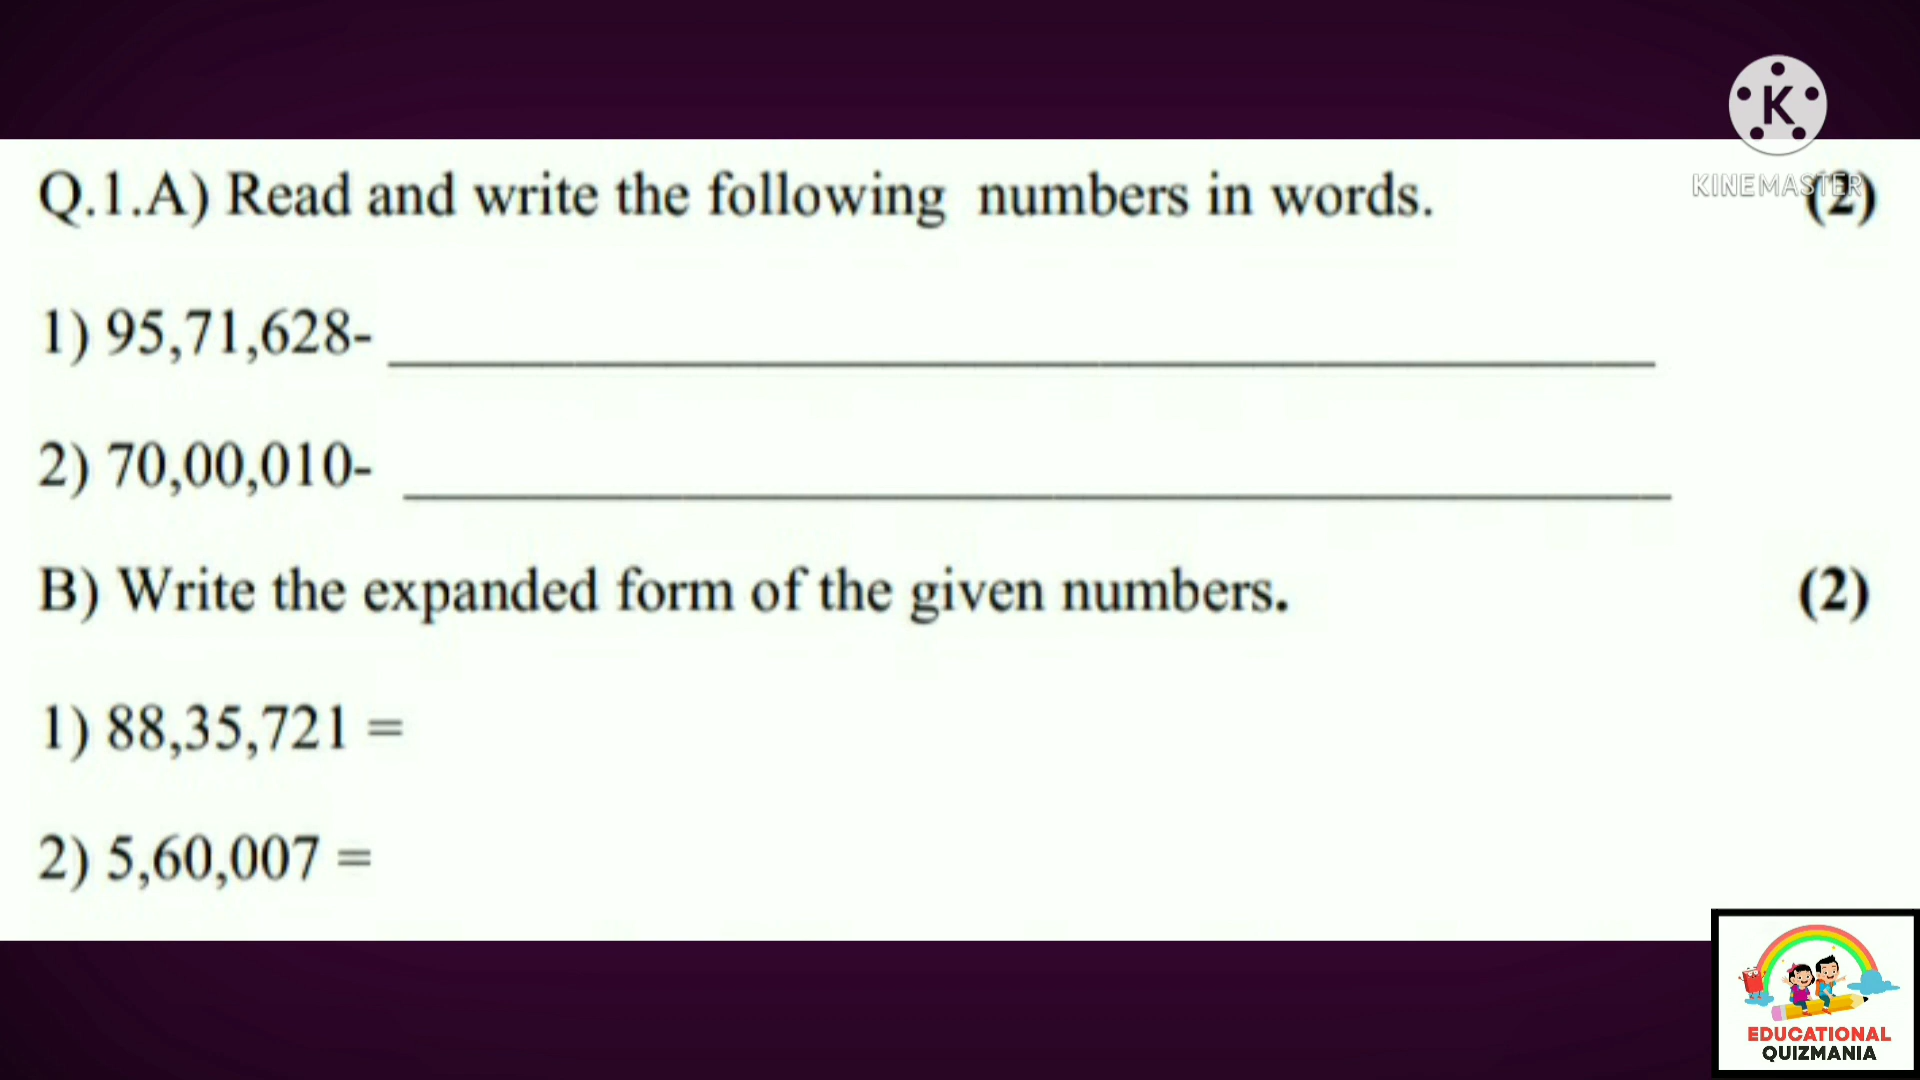 K
KINEMASTER
Q.1.A) Read and write the following numbers in words. (2)
1) 95,71,628- ____________________
2) 70,00,010- ____________________
B) Write the expanded form of the given numbers. (2)
1) 88,35,721 =
2) 5,60,007 =
EDUCATIONAL
QUIZMANIA